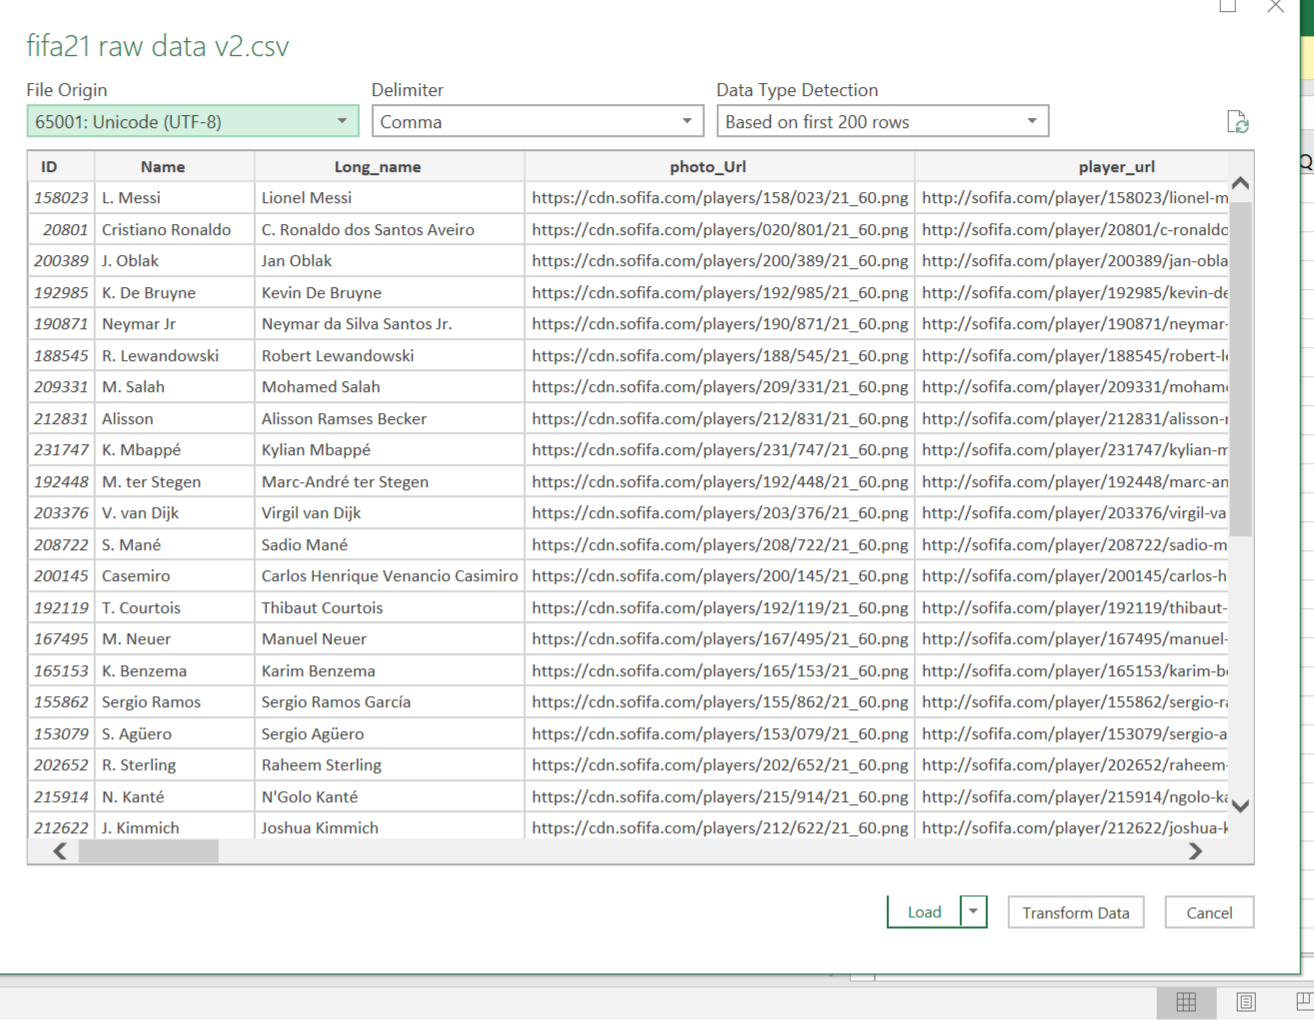 fifa21 raw data v2.csv
File Origin Delimiter Data Type Detection
65001: Unicode (UTF-8) Comma Based on first 200 rows
ID Name Long_name photo_Url player_url
158023 L. Messi Lionel Messi https://cdn.sofifa.com/players/158/023/21_60.png http://sofifa.com/player/158023/lionel-m
20801 Cristiano Ronaldo C. Ronaldo dos Santos Aveiro https://cdn.sofifa.com/players/020/801/21_60.png http://sofifa.com/player/20801/c-ronaldo
200389 J. Oblak Jan Oblak https://cdn.sofifa.com/players/200/389/21_60.png http://sofifa.com/player/200389/jan-obla
192985 K. De Bruyne Kevin De Bruyne https://cdn.sofifa.com/players/192/985/21_60.png http://sofifa.com/player/192985/kevin-de
190871 Neymar Jr Neymar da Silva Santos Jr. https://cdn.sofifa.com/players/190/871/21_60.png http://sofifa.com/player/190871/neymar-
188545 R. Lewandowski Robert Lewandowski https://cdn.sofifa.com/players/188/545/21_60.png http://sofifa.com/player/188545/robert-l
209331 M. Salah Mohamed Salah https://cdn.sofifa.com/players/209/331/21_60.png http://sofifa.com/player/209331/moham
212831 Alisson Alisson Ramses Becker https://cdn.sofifa.com/players/212/831/21_60.png http://sofifa.com/player/212831/alisson-
231747 K. Mbappé Kylian Mbappé https://cdn.sofifa.com/players/231/747/21_60.png http://sofifa.com/player/231747/kylian-m
192448 M. ter Stegen Marc-André ter Stegen https://cdn.sofifa.com/players/192/448/21_60.png http://sofifa.com/player/192448/marc-an
203376 V. van Dijk Virgil van Dijk https://cdn.sofifa.com/players/203/376/21_60.png http://sofifa.com/player/203376/virgil-va
208722 S. Mané Sadio Mané https://cdn.sofifa.com/players/208/722/21_60.png http://sofifa.com/player/208722/sadio-m
200145 Casemiro Carlos Henrique Venancio Casimiro https://cdn.sofifa.com/players/200/145/21_60.png http://sofifa.com/player/200145/carlos-h
192119 T. Courtois Thibaut Courtois https://cdn.sofifa.com/players/192/119/21_60.png http://sofifa.com/player/192119/thibaut-
167495 M. Neuer Manuel Neuer https://cdn.sofifa.com/players/167/495/21_60.png http://sofifa.com/player/167495/manuel-
165153 K. Benzema Karim Benzema https://cdn.sofifa.com/players/165/153/21_60.png http://sofifa.com/player/165153/karim-b
155862 Sergio Ramos Sergio Ramos García https://cdn.sofifa.com/players/155/862/21_60.png http://sofifa.com/player/155862/sergio-r
153079 S. Agüero Sergio Agüero https://cdn.sofifa.com/players/153/079/21_60.png http://sofifa.com/player/153079/sergio-a
202652 R. Sterling Raheem Sterling https://cdn.sofifa.com/players/202/652/21_60.png http://sofifa.com/player/202652/raheem-
215914 N. Kanté N'Golo Kanté https://cdn.sofifa.com/players/215/914/21_60.png http://sofifa.com/player/215914/ngolo-ka
212622 J. Kimmich Joshua Kimmich https://cdn.sofifa.com/players/212/622/21_60.png http://sofifa.com/player/212622/joshua-k
Load Transform Data Cancel
Q